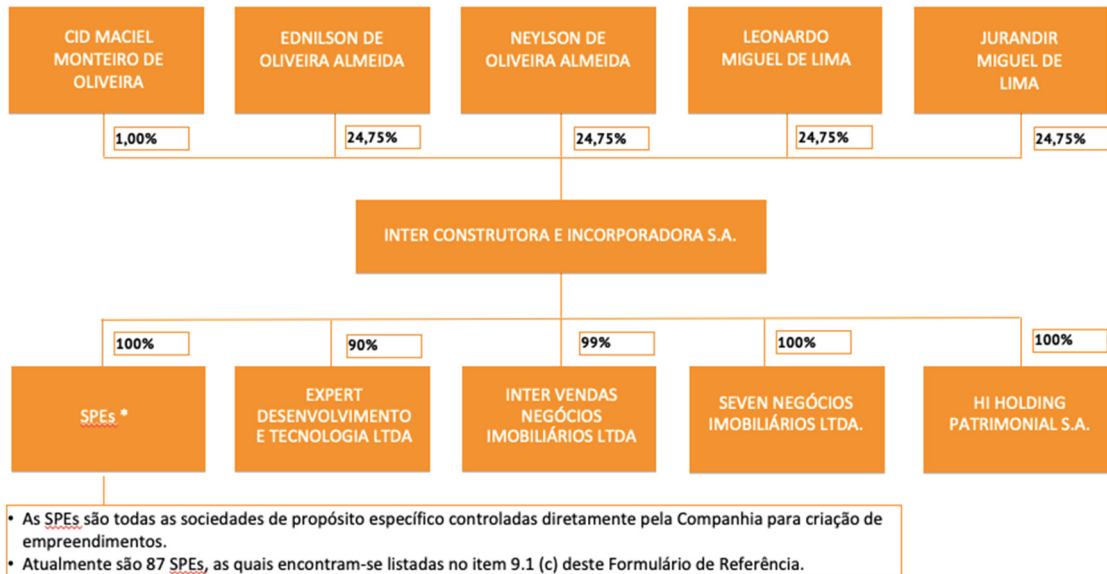 CID MACIEL
MONTEIRO DE
OLIVEIRA
EDNILSON DE
OLIVEIRA ALMEIDA
NEYLSON DE
OLIVEIRA ALMEIDA
LEONARDO
MIGUEL DE LIMA
JURANDIR
MIGUEL DE
LIMA
1,00%
24,75%
24,75%
24,75%
24,75%
INTER CONSTRUTORA E INCORPORADORA S.A.
100%
90%
99%
100%
100%
SPEs *
EXPERT
DESENVOLVIMENTO
E TECNOLOGIA LTDA
INTER VENDAS
NEGÓCIOS
IMOBILIÁRIOS LTDA
SEVEN NEGÓCIOS
IMOBILIÁRIOS LTDA.
HI HOLDING
PATRIMONIAL S.A.
• As SPEs são todas as sociedades de propósito específico controladas diretamente pela Companhia para criação de
empreendimentos.
• Atualmente são 87 SPEs, as quais encontram-se listadas no item 9.1 (c) deste Formulário de Referência.